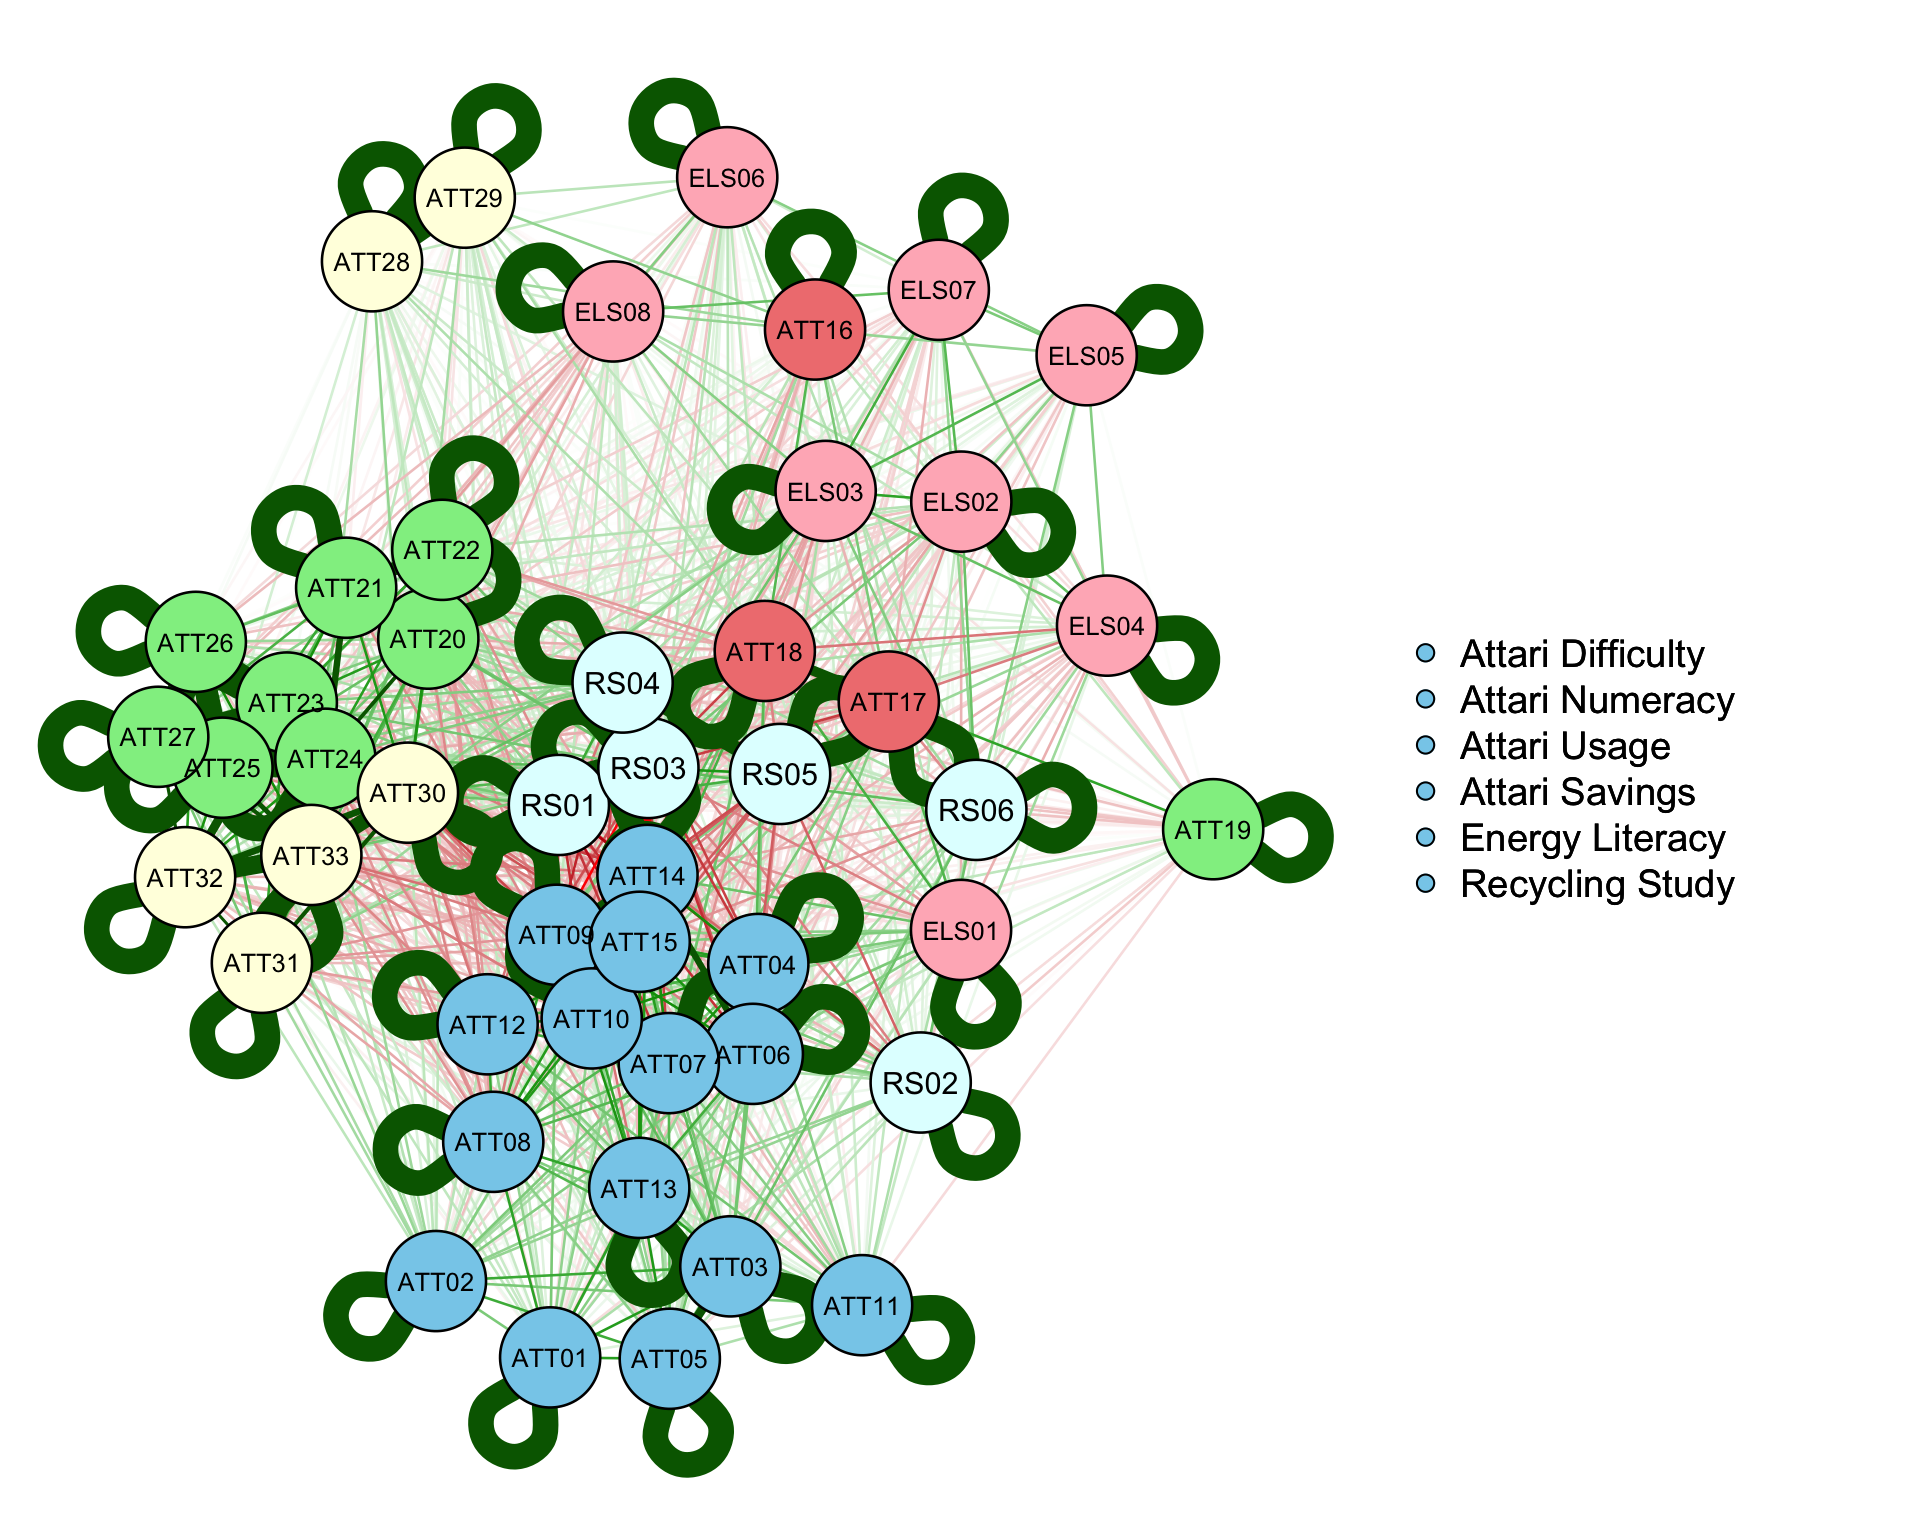 ATT29
ELS06
ATT28
ELS07
ELS08
ATT16
ELS05
ELS03
ELS02
ATT22
ATT21
ATT20
ATT26
ELS04
ATT18
RS04
ATT23
ATT17
ATT27
ATT25
ATT24
RS03
RS05
ATT30
RS01
RS06
ATT19
ATT33
ATT32
ATT14
ATT09
ATT15
ELS01
ATT31
ATT04
ATT12
ATT10
ATT07
ATT06
RS02
ATT08
ATT13
ATT02
ATT03
ATT11
ATT01
ATT05
Attari Difficulty
Attari Numeracy
Attari Usage
Attari Savings
Energy Literacy
Recycling Study